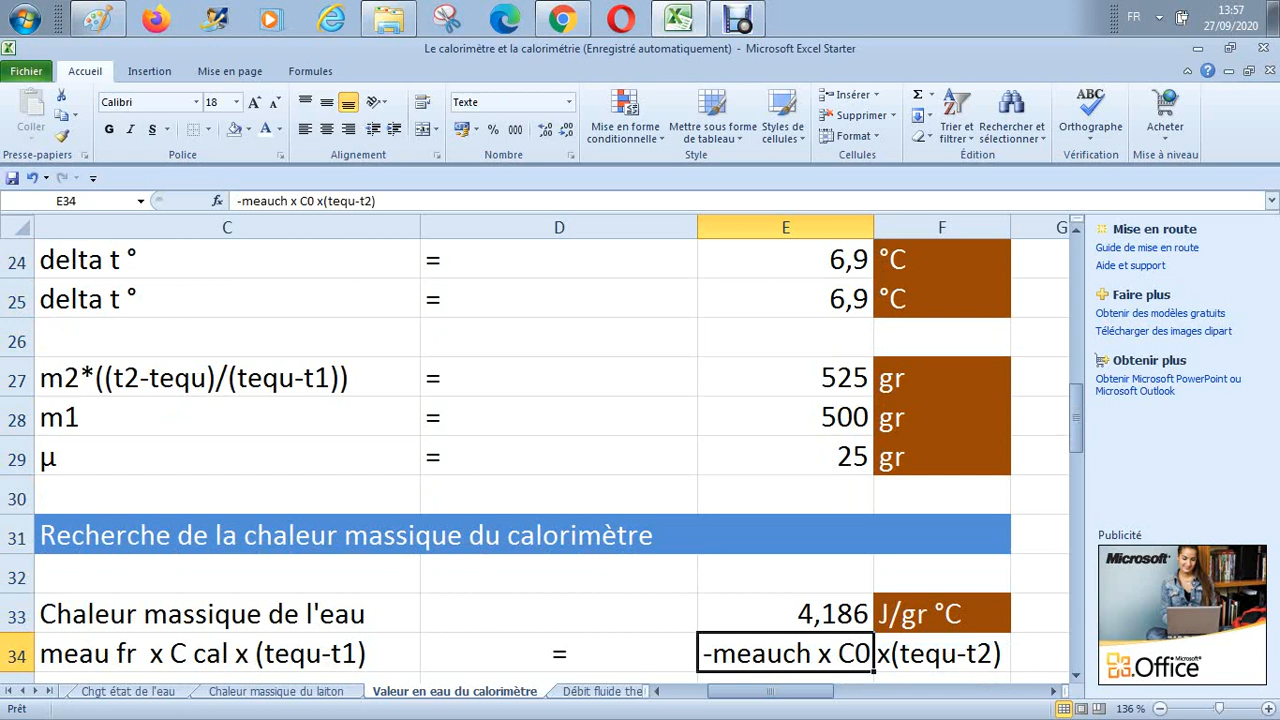 FR
13:57
27/09/2020
Le calorimètre et la calorimétrie (Enregistré automatiquement) - Microsoft Excel Starter
Fichier Accueil Insertion Mise en page Formules
Coller
Calibri 18
G I S
Texte
% 000
Mise en forme conditionnelle
Mettre sous forme de tableau
Styles de cellules
Insérer
Supprimer
Format
Σ
Trier et filtrer
Rechercher et sélectionner
ABC
Orthographe
Acheter
Presse-papiers Police Alignement Nombre Style Cellules Édition Vérification Mise à niveau
E34 fx -meauch x C0 x(tequ-t2)
C D E F G
24 delta t ° = 6,9 °C
25 delta t ° = 6,9 °C
26
27 m2*((t2-tequ)/(tequ-t1)) = 525 gr
28 m1 = 500 gr
29 µ = 25 gr
30
31 Recherche de la chaleur massique du calorimètre
32
33 Chaleur massique de l'eau 4,186 J/gr °C
34 meau fr x C cal x (tequ-t1) = -meauch x C0 x(tequ-t2)
Mise en route
Guide de mise en route
Aide et support
Faire plus
Obtenir des modèles gratuits
Télécharger des images clipart
Obtenir plus
Obtenir Microsoft PowerPoint ou
Microsoft Outlook
Publicité
Microsoft
Microsoft
Office
Chgt état de l'eau Chaleur massique du laiton Valeur en eau du calorimètre Débit fluide the
Prêt 136 %